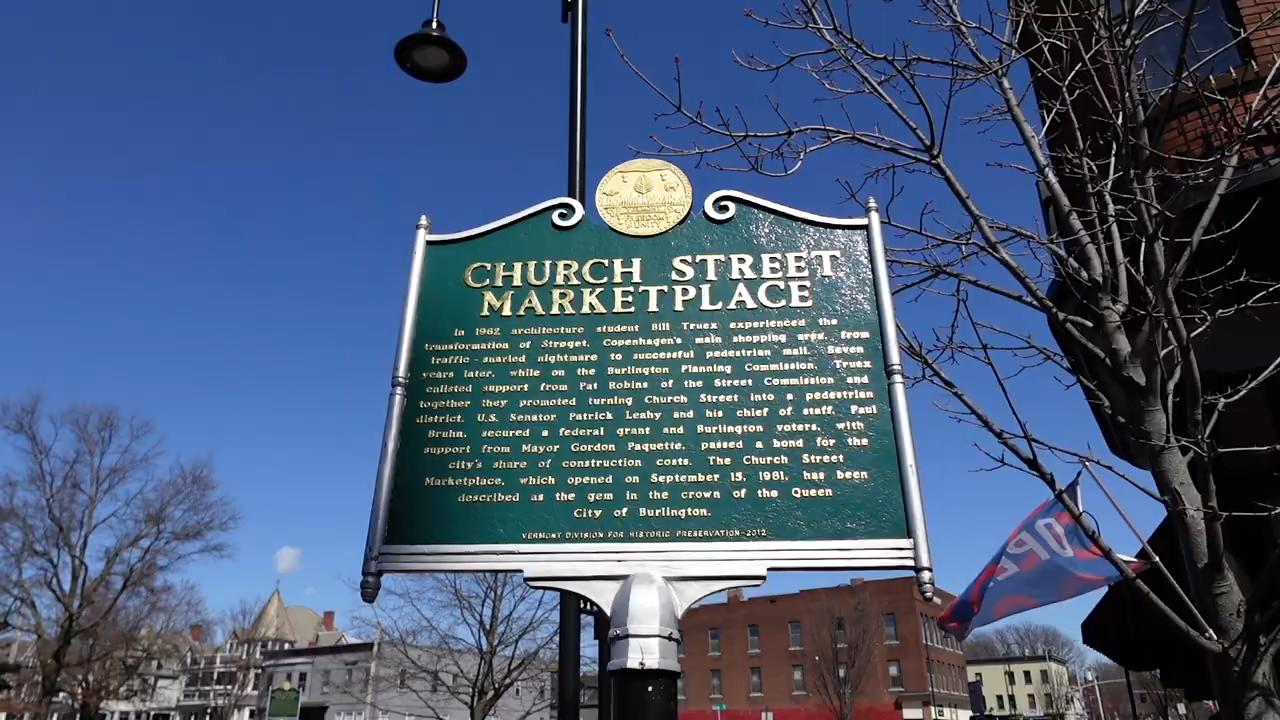 FREEDOM
& UNITY
CHURCH STREET
MARKETPLACE
In 1962 architecture student Bill Truex experienced the
transformation of Strøget, Copenhagen's main shopping area, from
traffic-snarled nightmare to successful pedestrian mall. Seven
years later, while on the Burlington Planning Commission, Truex
enlisted support from Pat Robins of the Street Commission and
together they promoted turning Church Street into a pedestrian
district. U.S. Senator Patrick Leahy and his chief of staff, Paul
Bruhn, secured a federal grant and Burlington voters, with
support from Mayor Gordon Paquette, passed a bond for the
city's share of construction costs. The Church Street
Marketplace, which opened on September 15, 1981, has been
described as the gem in the crown of the Queen
City of Burlington.
VERMONT DIVISION FOR HISTORIC PRESERVATION-2012
OPE